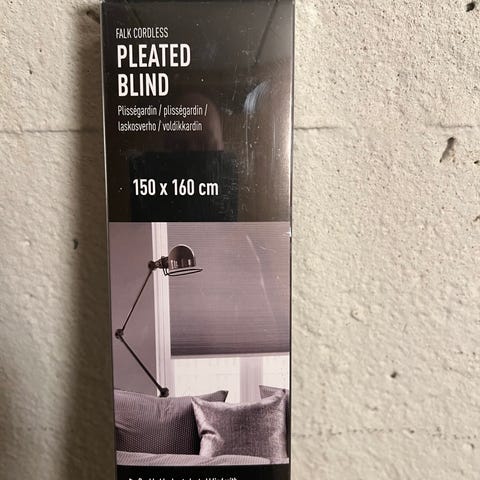 FALK CORDLESS
PLEATED
BLIND
Plisségardin / plisségardin /
laskosverho / voldikkardin
150 x 160 cm